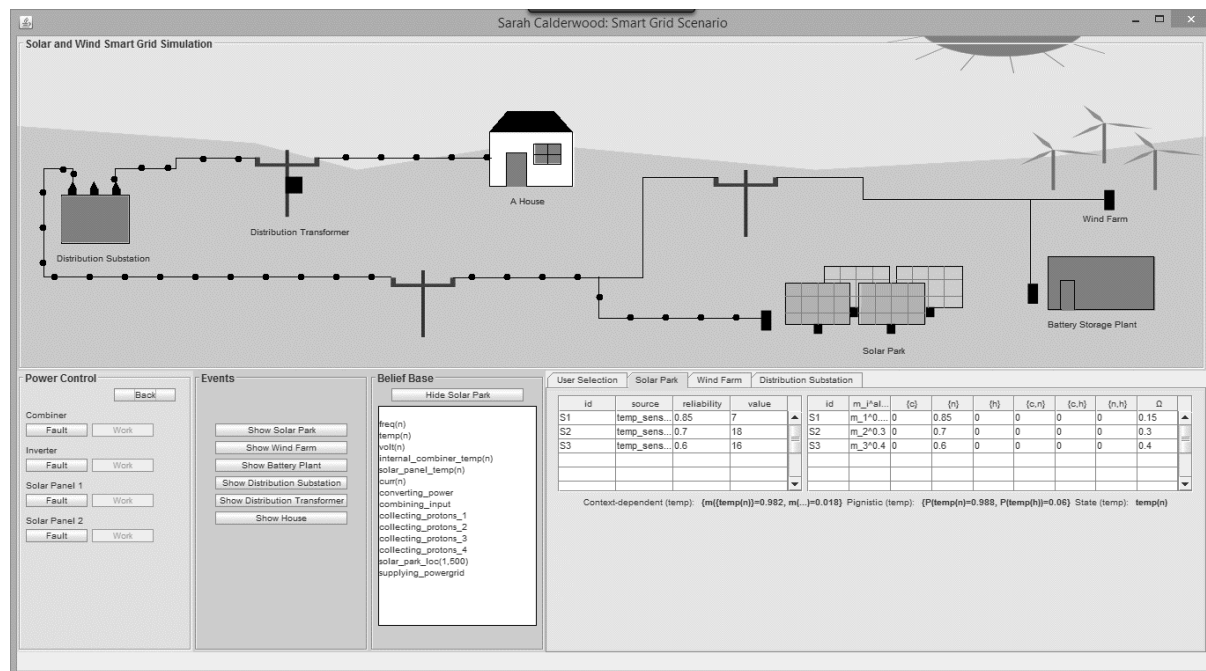 Sarah Calderwood: Smart Grid Scenario
Solar and Wind Smart Grid Simulation
A House
Distribution Transformer
Wind Farm
Distribution Substation
Battery Storage Plant
Solar Park
Power Control
Back
Combiner
Fault Work
Inverter
Fault Work
Solar Panel 1
Fault Work
Solar Panel 2
Fault Work
Events
Show Solar Park
Show Wind Farm
Show Battery Plant
Show Distribution Substation
Show Distribution Transformer
Show House
Belief Base
Hide Solar Park
freq(n)
temp(n)
volt(n)
internal_combiner_temp(n)
solar_panel_temp(n)
curr(n)
converting_power
combining_input
collecting_protons_1
collecting_protons_2
collecting_protons_3
collecting_protons_4
solar_park_loc(1,500)
supplying_powergrid
User Selection Solar Park Wind Farm Distribution Substation
id source reliability value
S1 temp_sens... 0.85 7
S2 temp_sens... 0.7 18
S3 temp_sens... 0.6 16
id m_i^al... {c} {n} {h} {c,n} {c,h} {n,h} Ω
S1 m_1^0.... 0 0.85 0 0 0 0 0.15
S2 m_2^0.3 0 0.7 0 0 0 0 0.3
S3 m_3^0.4 0 0.6 0 0 0 0 0.4
Context-dependent (temp): {m({temp(n)}=0.982, m(...)=0.018} Pignistic (temp): {P(temp(n)=0.988, P(temp(h))=0.06} State (temp): temp(n)